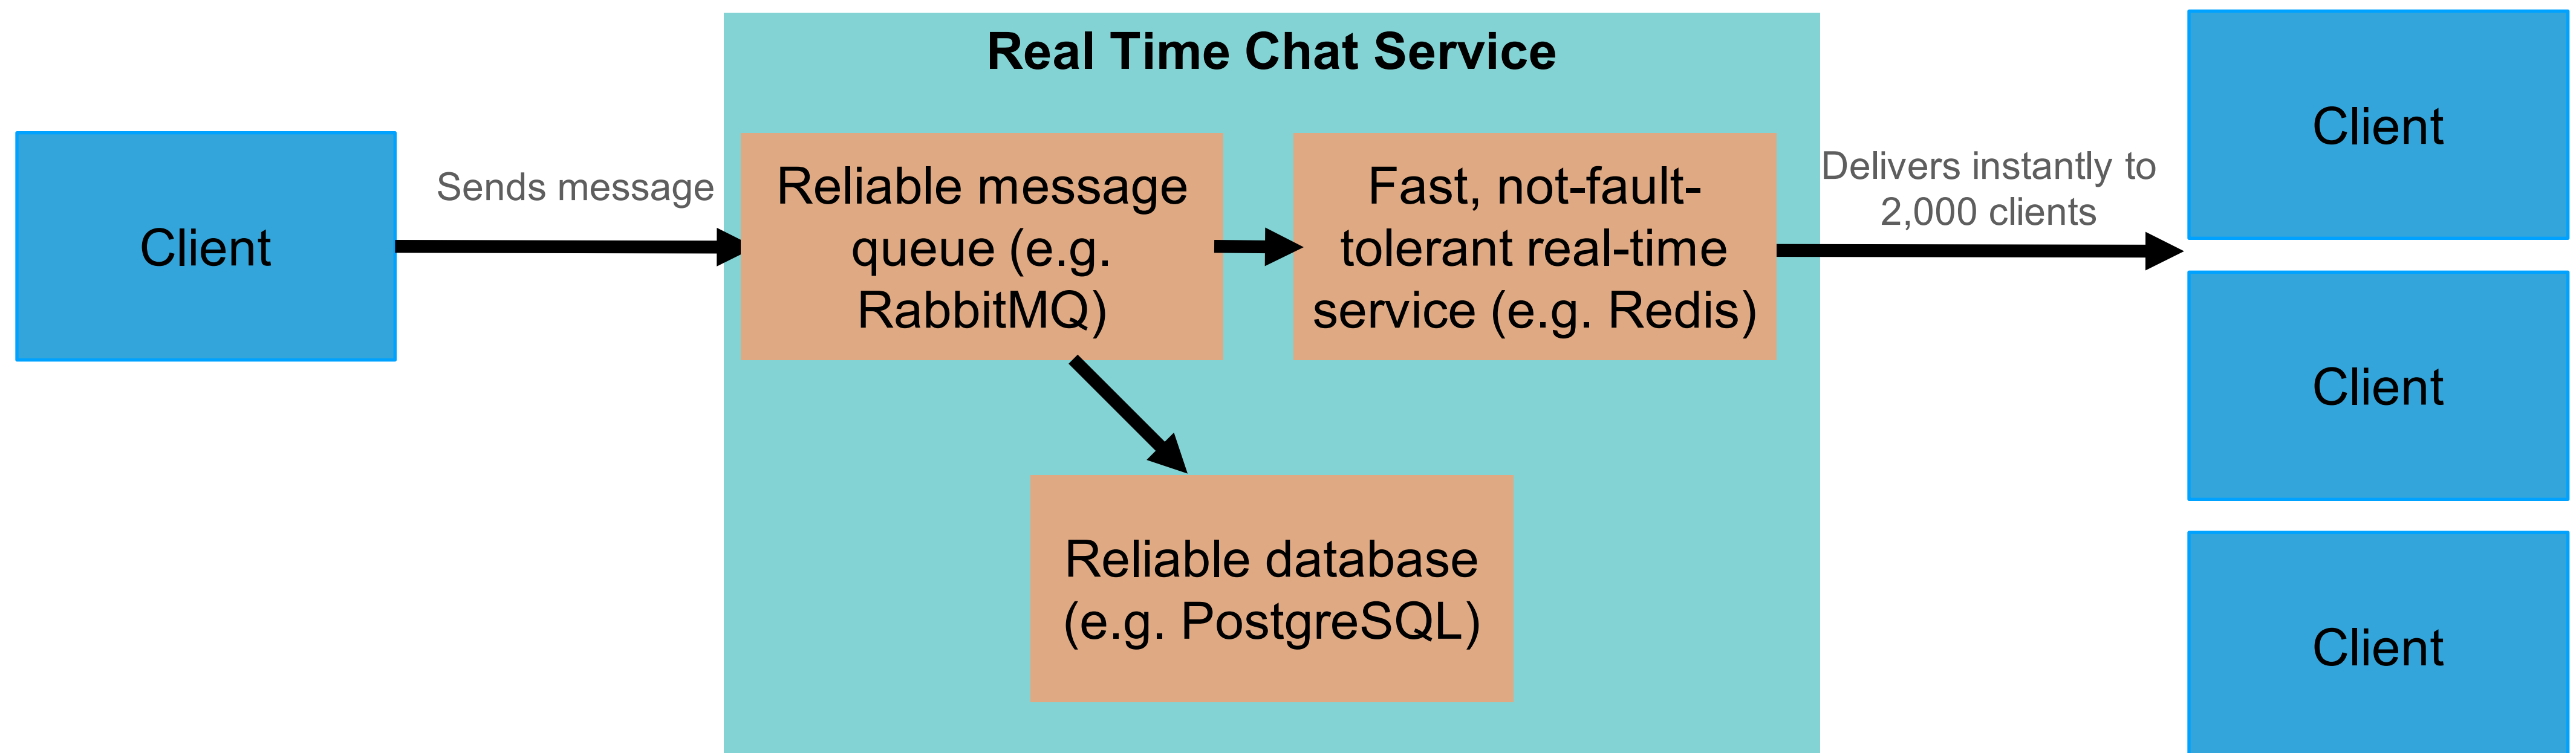 Real Time Chat Service
Client
Sends message
Reliable message
queue (e.g.
RabbitMQ)
Fast, not-fault-
tolerant real-time
service (e.g. Redis)
Delivers instantly to
2,000 clients
Reliable database
(e.g. PostgreSQL)
Client
Client
Client